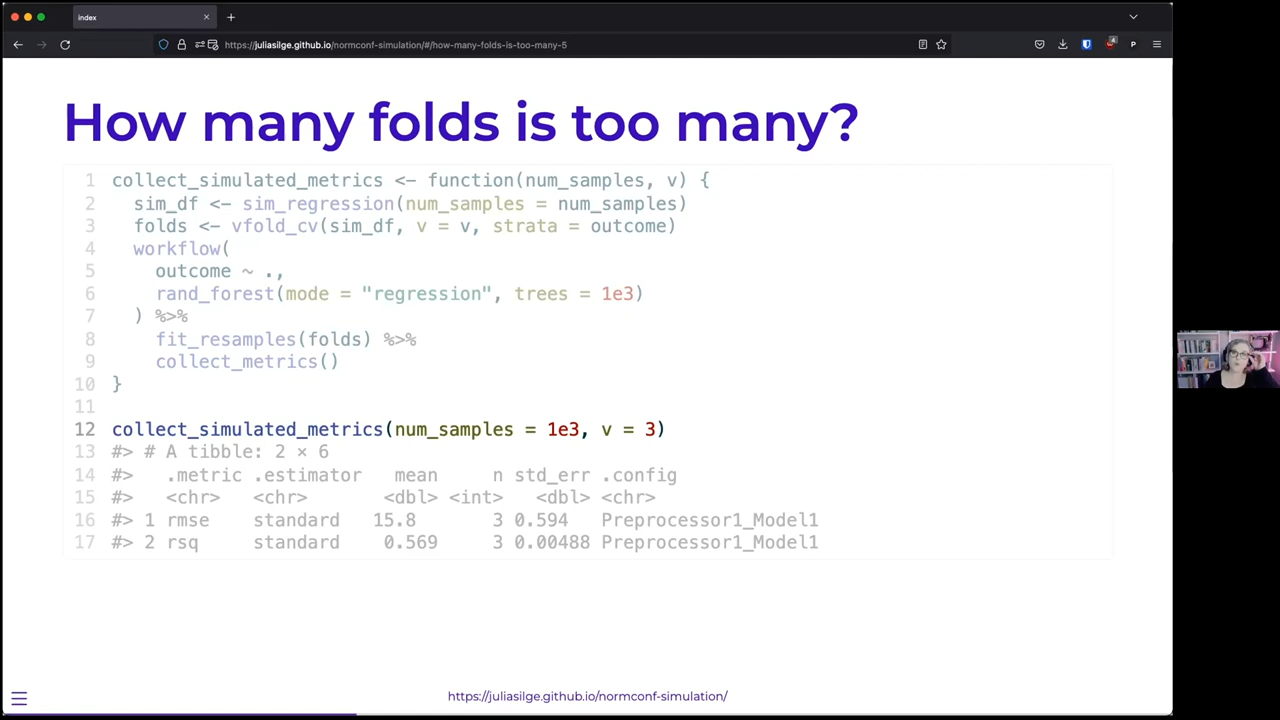 index
https://juliasilge.github.io/normconf-simulation/#/how-many-folds-is-too-many-5
4
P
How many folds is too many?
1 collect_simulated_metrics <- function(num_samples, v) {
2 sim_df <- sim_regression(num_samples = num_samples)
3 folds <- vfold_cv(sim_df, v = v, strata = outcome)
4 workflow(
5 outcome ~ .,
6 rand_forest(mode = "regression", trees = 1e3)
7 ) %>%
8 fit_resamples(folds) %>%
9 collect_metrics()
10 }
11
12 collect_simulated_metrics(num_samples = 1e3, v = 3)
13 #> # A tibble: 2 × 6
14 #> .metric .estimator mean n std_err .config
15 #> <chr> <chr> <dbl> <int> <dbl> <chr>
16 #> 1 rmse standard 15.8 3 0.594 Preprocessor1_Model1
17 #> 2 rsq standard 0.569 3 0.00488 Preprocessor1_Model1
https://juliasilge.github.io/normconf-simulation/